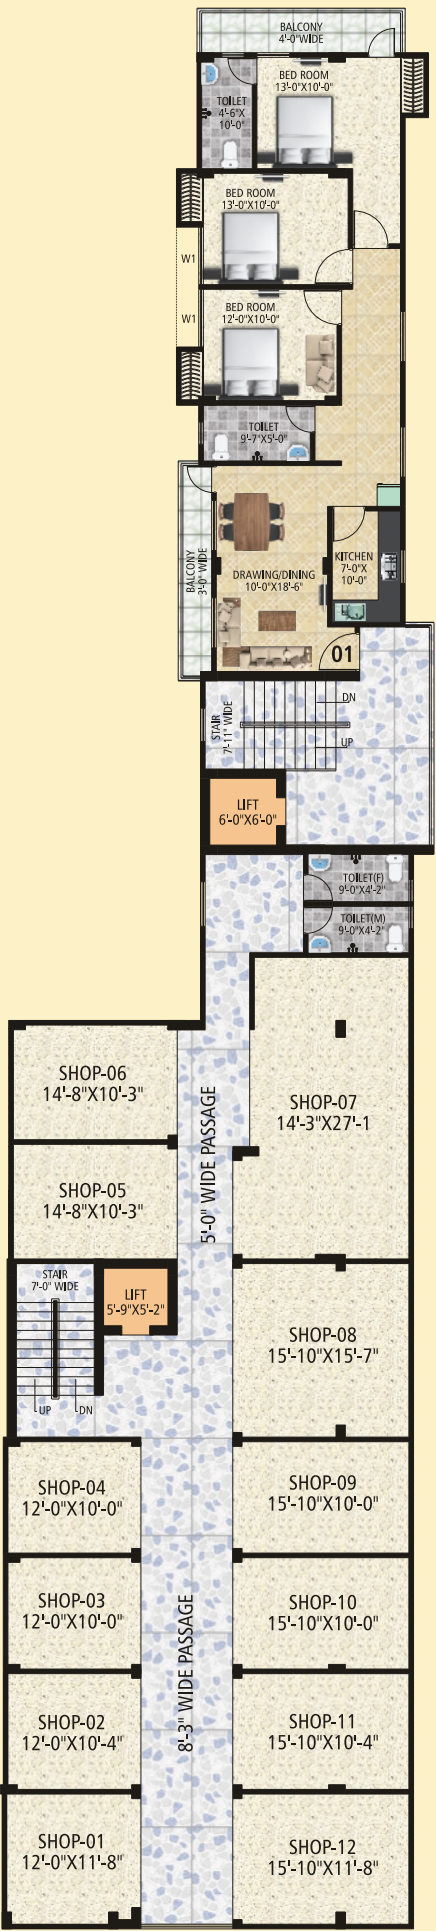 BALCONY
4'-0"WIDE
BED ROOM
13'-0"X10'-0"
TOILET
4'-6"X
10'-0"
BED ROOM
13'-0"X10'-0"
W1
W1
BED ROOM
12'-0"X10'-0"
TOILET
9'-7"X5'-0"
BALCONY
3'-0" WIDE
DRAWING/DINING
10'-0"X18'-6"
KITCHEN
7'-0"X
10'-0"
01
STAIR
7'-11" WIDE
DN
UP
LIFT
6'-0"X6'-0"
TOILET(F)
9'-0"X4'-2"
TOILET(M)
9'-0"X4'-2"
SHOP-06
14'-8"X10'-3"
SHOP-07
14'-3"X27'-1
5'-0" WIDE PASSAGE
SHOP-05
14'-8"X10'-3"
STAIR
7'-0" WIDE
LIFT
5'-9"X5'-2"
UP
DN
SHOP-08
15'-10"X15'-7"
SHOP-04
12'-0"X10'-0"
SHOP-09
15'-10"X10'-0"
SHOP-03
12'-0"X10'-0"
SHOP-10
15'-10"X10'-0"
8'-3" WIDE PASSAGE
SHOP-02
12'-0"X10'-4"
SHOP-11
15'-10"X10'-4"
SHOP-01
12'-0"X11'-8"
SHOP-12
15'-10"X11'-8"